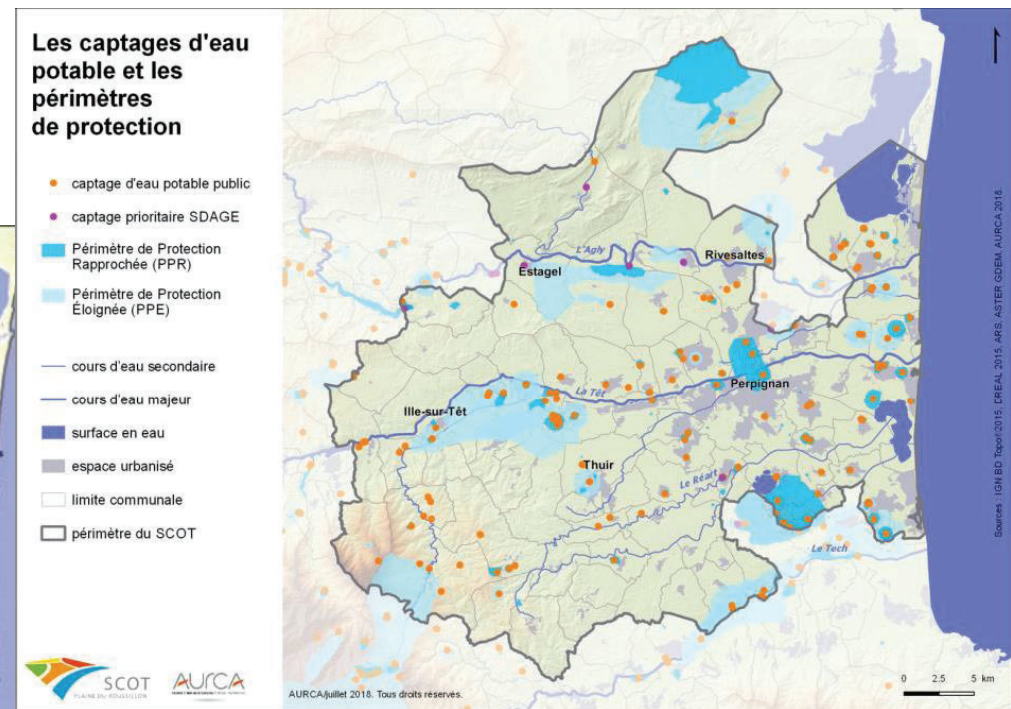 Les captages d'eau
potable et les
périmètres
de protection
captage d'eau potable public
captage prioritaire SDAGE
Périmètre de Protection
Rapprochée (PPR)
Périmètre de Protection
Éloignée (PPE)
cours d'eau secondaire
cours d'eau majeur
surface en eau
espace urbanisé
limite communale
périmètre du SCOT
SCOT
PLAINE DU ROUSSILLON
AURCA
AURCA/juillet 2018. Tous droits réservés.
L'Agly
Rivesaltes
Estagel
Perpignan
La Têt
Ille-sur-Têt
Thuir
Le Réart
Le Tech
0 2.5 5 km
Sources : IGN BD Topo® 2015, DREAL 2015, ARS, ASTER GDEM, AURCA 2018.